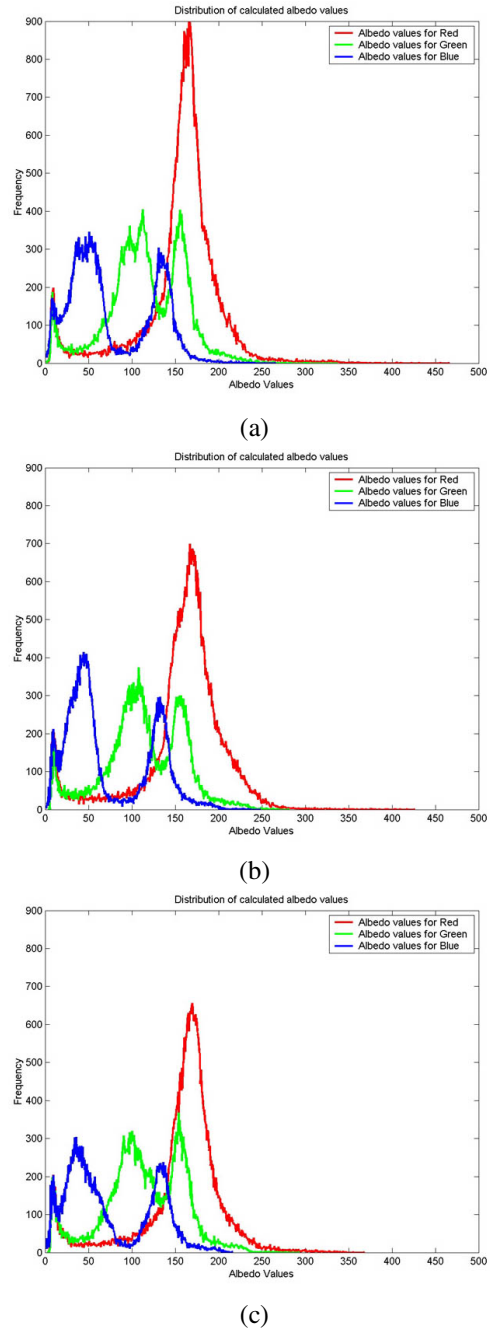 Distribution of calculated albedo values
900
800
700
600
500
400
300
200
100
0
Frequency
Albedo values for Red
Albedo values for Green
Albedo values for Blue
0 50 100 150 200 250 300 350 400 450 500
Albedo Values
(a)
Distribution of calculated albedo values
900
800
700
600
500
400
300
200
100
0
Frequency
Albedo values for Red
Albedo values for Green
Albedo values for Blue
0 50 100 150 200 250 300 350 400 450 500
Albedo Values
(b)
Distribution of calculated albedo values
900
800
700
600
500
400
300
200
100
0
Frequency
Albedo values for Red
Albedo values for Green
Albedo values for Blue
0 50 100 150 200 250 300 350 400 450 500
Albedo Values
(c)